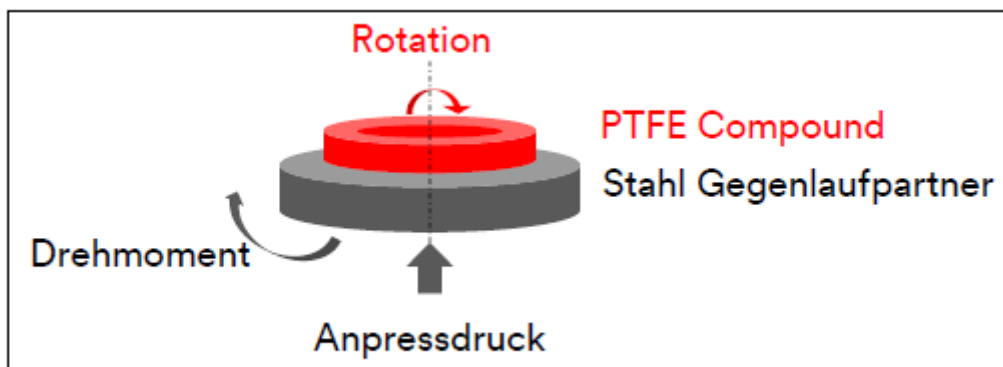 Rotation
PTFE Compound
Stahl Gegenlaufpartner
Drehmoment
Anpressdruck